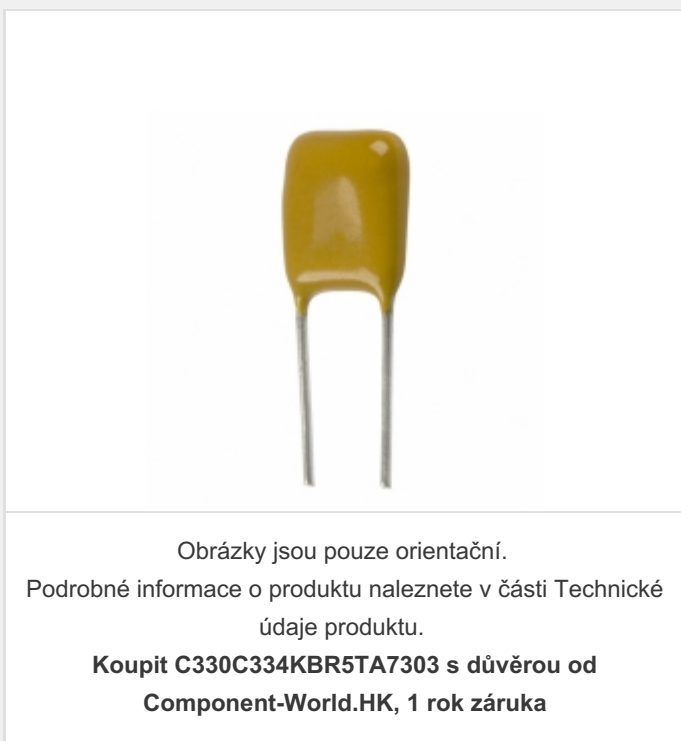 Obrázky jsou pouze orientační.
Podrobné informace o produktu naleznete v části Technické
údaje produktu.
Koupit C330C334KBR5TA7303 s důvěrou od
Component-World.HK, 1 rok záruka